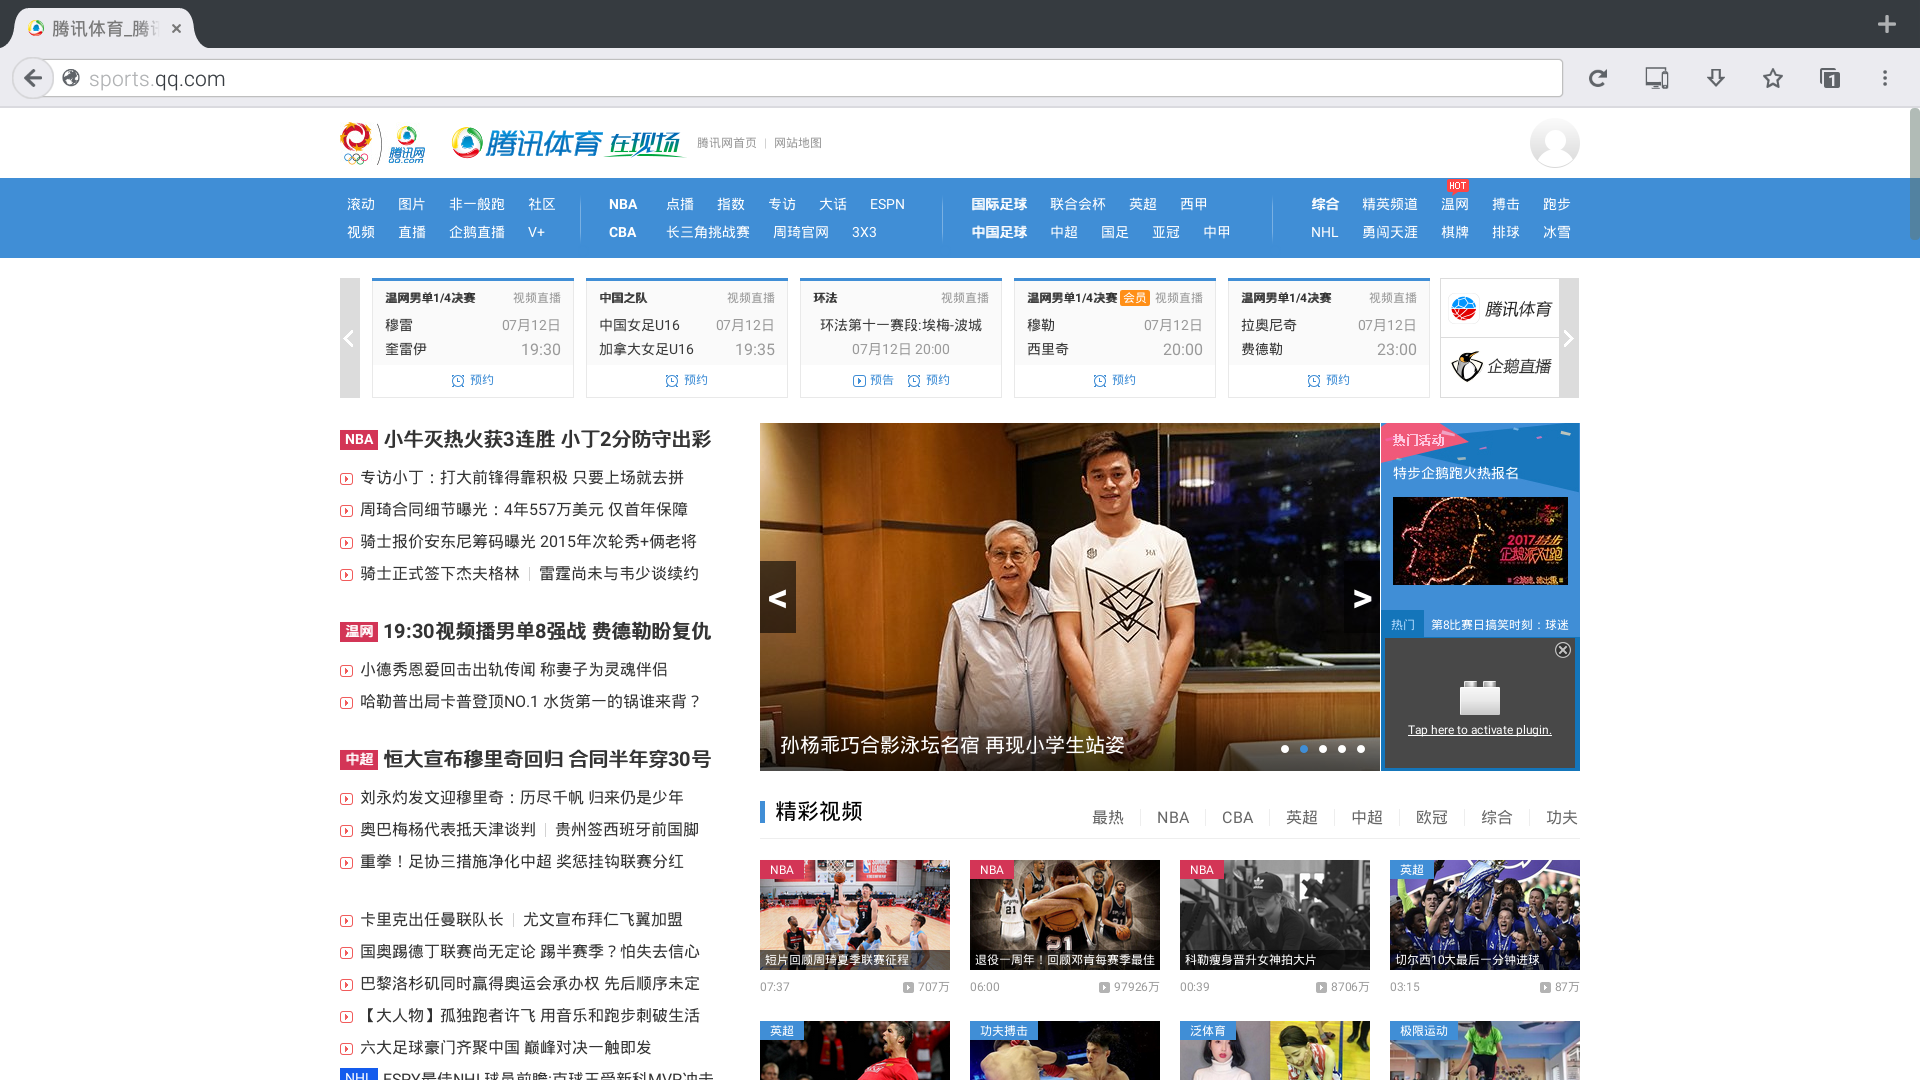 腾讯体育_腾讯
sports.qq.com
1
腾讯网
QQ.com
腾讯体育 在现场
腾讯网首页 | 网站地图
滚动 图片 非一般跑 社区
视频 直播 企鹅直播 V+
NBA 点播 指数 专访 大话 ESPN
CBA 长三角挑战赛 周琦官网 3X3
国际足球 联合会杯 英超 西甲
中国足球 中超 国足 亚冠 中甲
HOT
综合 精英频道 温网 搏击 跑步
NHL 勇闯天涯 棋牌 排球 冰雪
温网男单1/4决赛 视频直播
穆雷 07月12日
奎雷伊 19:30
预约
中国之队 视频直播
中国女足U16 07月12日
加拿大女足U16 19:35
预约
环法 视频直播
环法第十一赛段:埃梅-波城
07月12日 20:00
预告 预约
温网男单1/4决赛 会员 视频直播
穆勒 07月12日
西里奇 20:00
预约
温网男单1/4决赛 视频直播
拉奥尼奇 07月12日
费德勒 23:00
预约
腾讯体育
企鹅直播
NBA 小牛灭热火获3连胜 小丁2分防守出彩
专访小丁：打大前锋得靠积极 只要上场就去拼
周琦合同细节曝光：4年557万美元 仅首年保障
骑士报价安东尼筹码曝光 2015年次轮秀+俩老将
骑士正式签下杰夫格林 | 雷霆尚未与韦少谈续约
温网 19:30视频播男单8强战 费德勒盼复仇
小德秀恩爱回击出轨传闻 称妻子为灵魂伴侣
哈勒普出局卡普登顶NO.1 水货第一的锅谁来背？
中超 恒大宣布穆里奇回归 合同半年穿30号
刘永灼发文迎穆里奇：历尽千帆 归来仍是少年
奥巴梅杨代表抵天津谈判 | 贵州签西班牙前国脚
重拳！足协三措施净化中超 奖惩挂钩联赛分红
卡里克出任曼联队长 | 尤文宣布拜仁飞翼加盟
国奥踢德丁联赛尚无定论 踢半赛季？怕失去信心
巴黎洛杉矶同时赢得奥运会承办权 先后顺序未定
【大人物】孤独跑者许飞 用音乐和跑步刺破生活
六大足球豪门齐聚中国 巅峰对决一触即发
NHL ESPY最佳NHL球员前瞻:克球王受新科MVP冲击
< >
孙杨乖巧合影泳坛名宿 再现小学生站姿
热门活动
特步企鹅跑火热报名
2017特步
企鹅派对跑
热门 第8比赛日搞笑时刻：球迷
Tap here to activate plugin.
精彩视频
最热 NBA CBA 英超 中超 欧冠 综合 功夫
NBA
短片回顾周琦夏季联赛征程
07:37 707万
NBA
21
21
退役一周年！回顾邓肯每赛季最佳
06:00 97926万
NBA
科勒瘦身晋升女神拍大片
00:39 8706万
英超
切尔西10大最后一分钟进球
03:15 87万
英超
功夫搏击
泛体育
极限运动